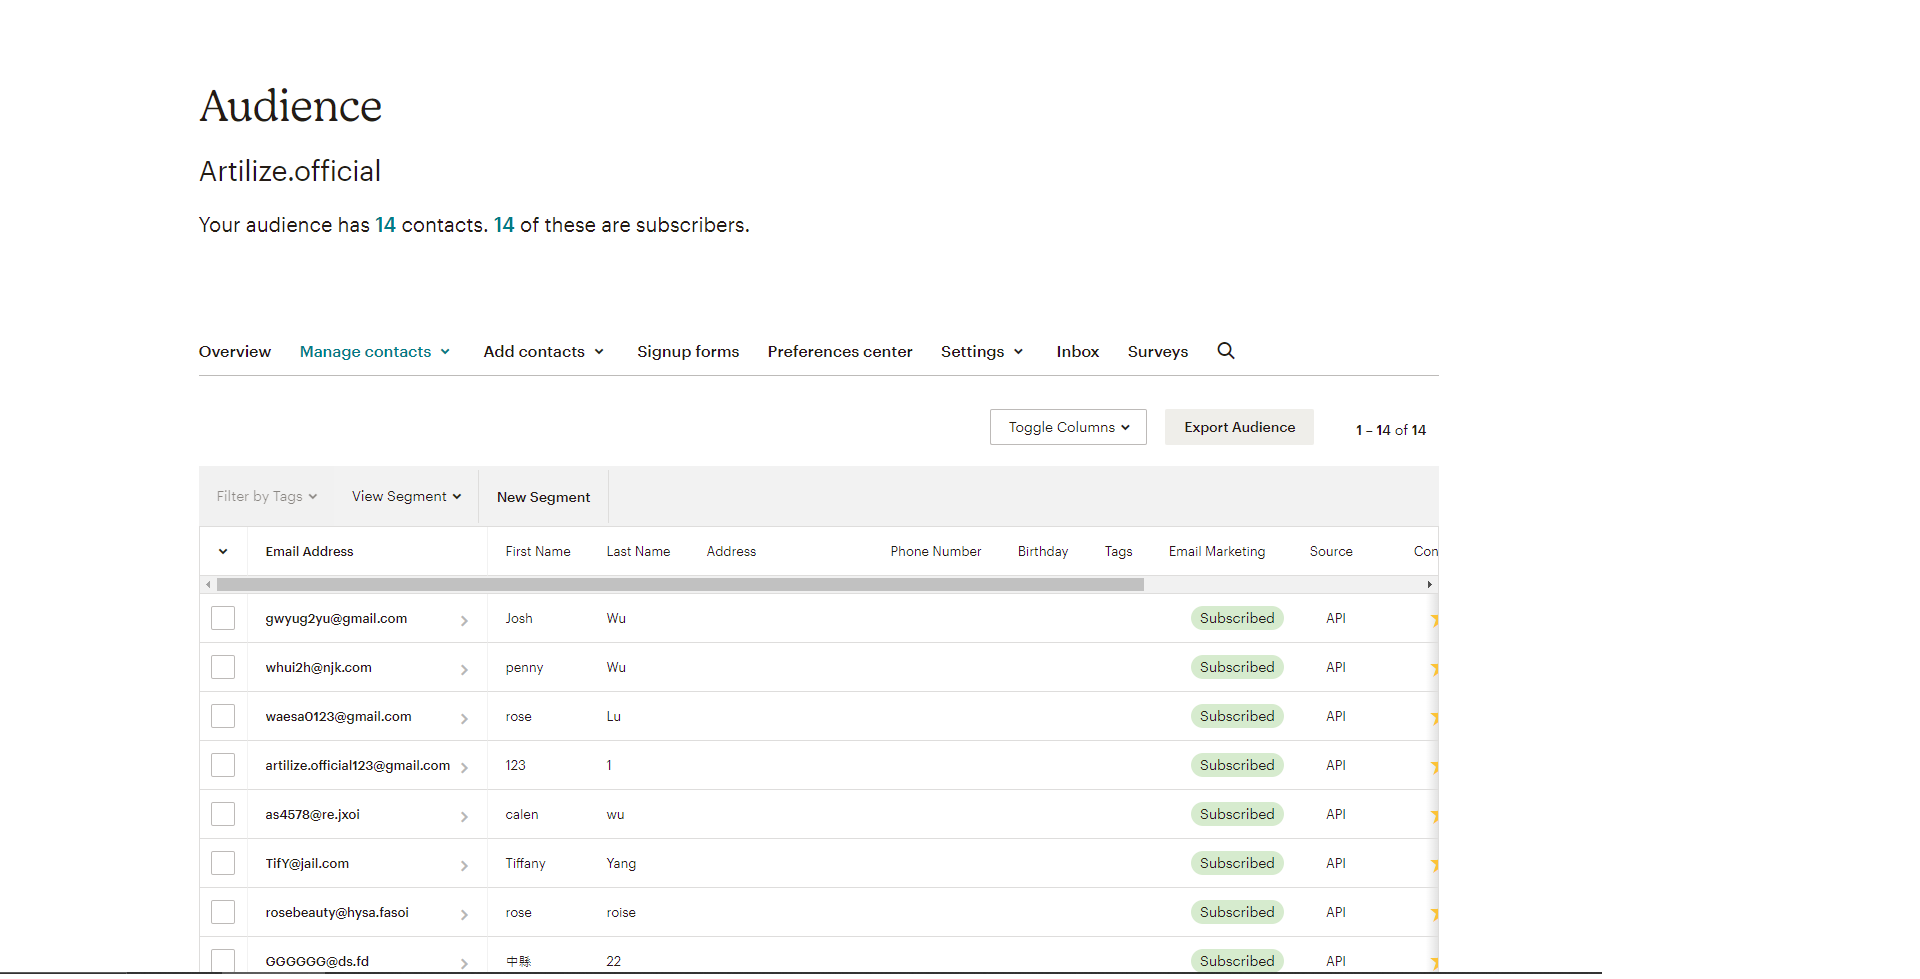 Audience
Artilize.official
Your audience has 14 contacts. 14 of these are subscribers.
Overview Manage contacts Add contacts Signup forms Preferences center Settings Inbox Surveys
Toggle Columns Export Audience 1 – 14 of 14
Filter by Tags View Segment New Segment
Email Address First Name Last Name Address Phone Number Birthday Tags Email Marketing Source Con
gwyug2yu@gmail.com Josh Wu Subscribed API
whui2h@njk.com penny Wu Subscribed API
waesa0123@gmail.com rose Lu Subscribed API
artilize.official123@gmail.com 123 1 Subscribed API
as4578@re.jxoi calen wu Subscribed API
TifY@jail.com Tiffany Yang Subscribed API
rosebeauty@hysa.fasoi rose roise Subscribed API
GGGGGG@ds.fd 中縣 22 Subscribed API